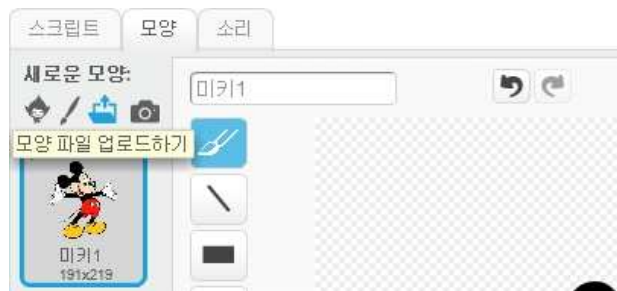 스크립트 모양 소리
새로운 모양:
미키1
모양 파일 업로드하기
미키1
191x219